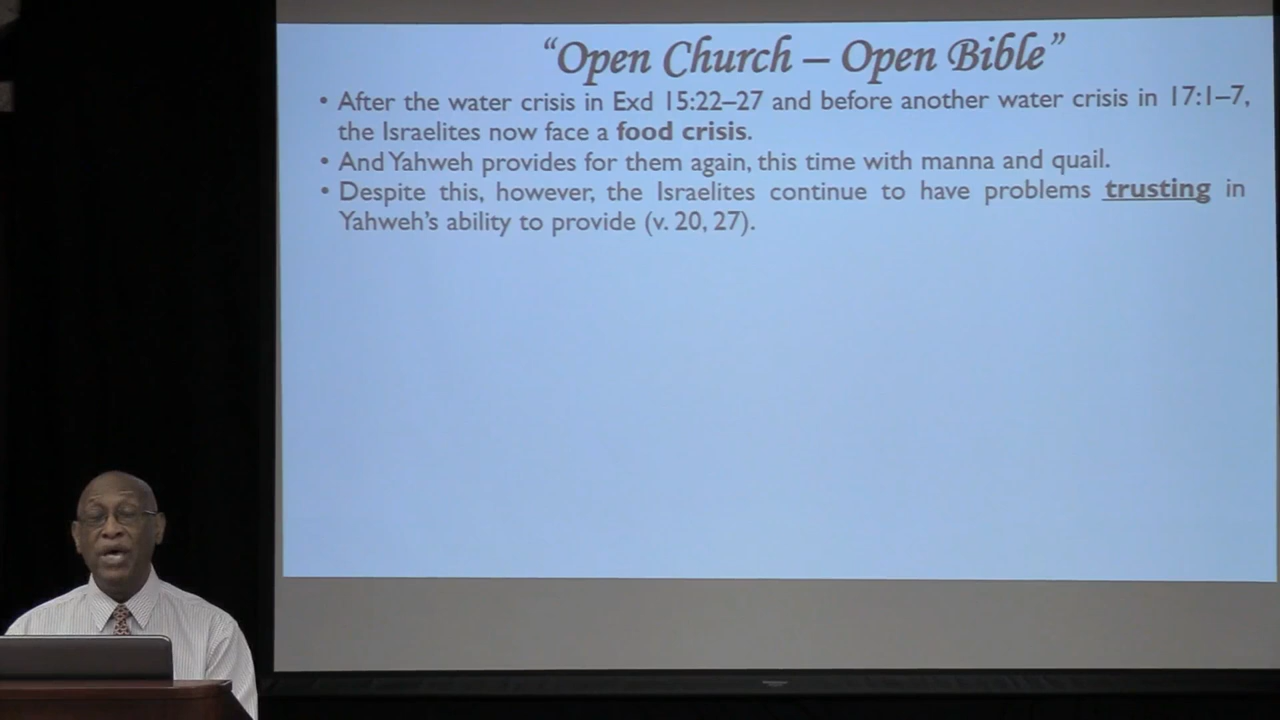 “Open Church – Open Bible”
• After the water crisis in Exd 15:22–27 and before another water crisis in 17:1–7,
the Israelites now face a food crisis.
• And Yahweh provides for them again, this time with manna and quail.
• Despite this, however, the Israelites continue to have problems trusting in
Yahweh’s ability to provide (v. 20, 27).